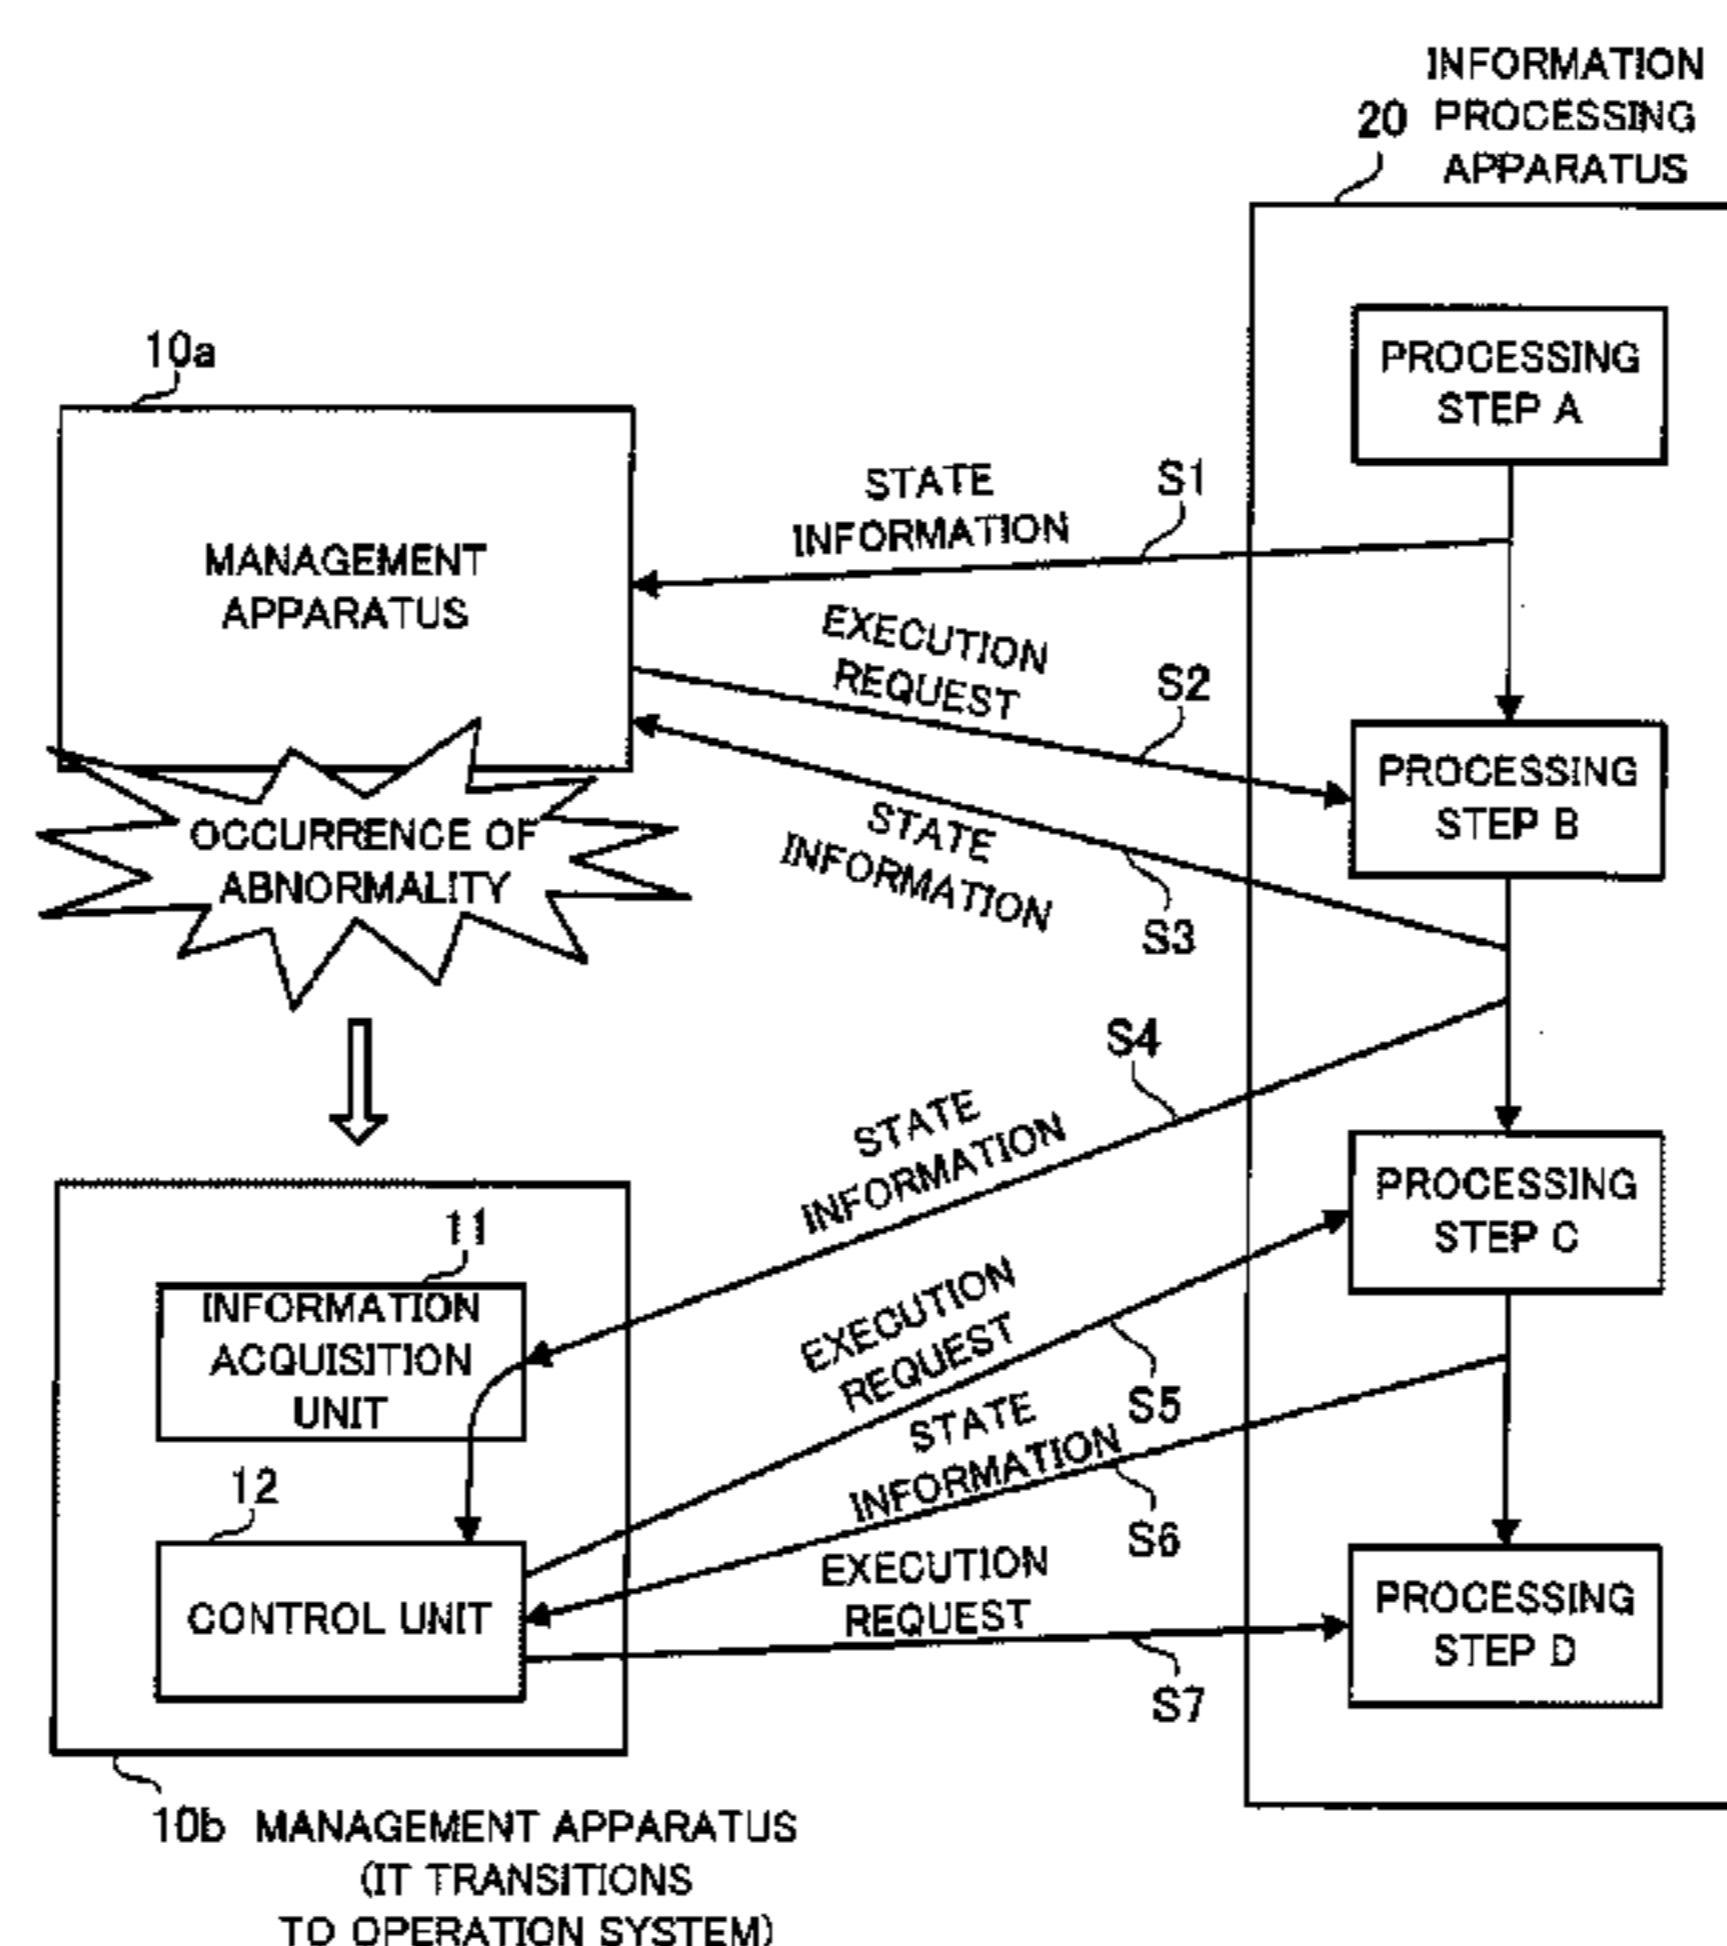 INFORMATION
20 PROCESSING
APPARATUS
10a
MANAGEMENT
APPARATUS
OCCURRENCE OF
ABNORMALITY
PROCESSING
STEP A
STATE
INFORMATION
S1
EXECUTION
REQUEST
S2
PROCESSING
STEP B
STATE
INFORMATION
S3
S4
STATE
INFORMATION
PROCESSING
STEP C
11
INFORMATION
ACQUISITION
UNIT
EXECUTION
REQUEST
S5
STATE
INFORMATION
S6
12
CONTROL UNIT
EXECUTION
REQUEST
S7
PROCESSING
STEP D
10b MANAGEMENT APPARATUS
(IT TRANSITIONS
TO OPERATION SYSTEM)